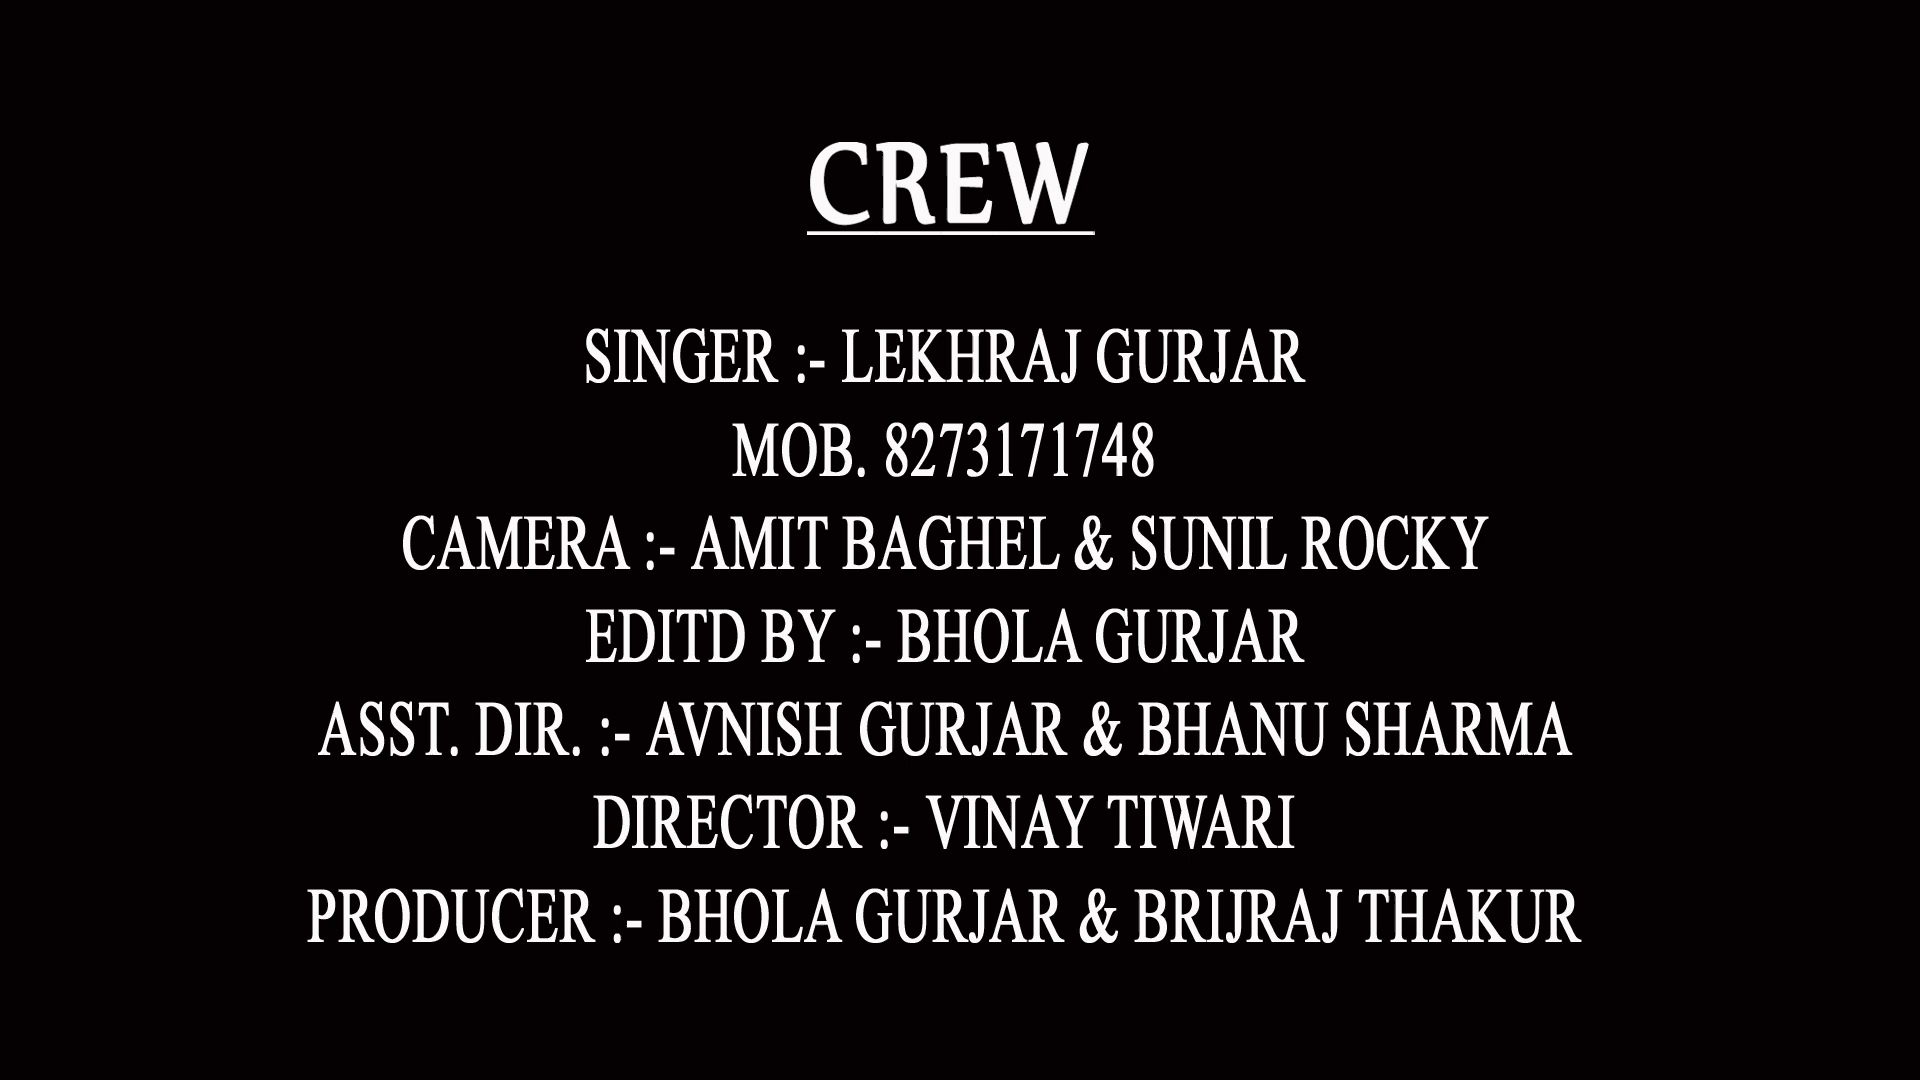 CREW
SINGER :- LEKHRAJ GURJAR
MOB. 8273171748
CAMERA :- AMIT BAGHEL & SUNIL ROCKY
EDITD BY :- BHOLA GURJAR
ASST. DIR. :- AVNISH GURJAR & BHANU SHARMA
DIRECTOR :- VINAY TIWARI
PRODUCER :- BHOLA GURJAR & BRIJRAJ THAKUR